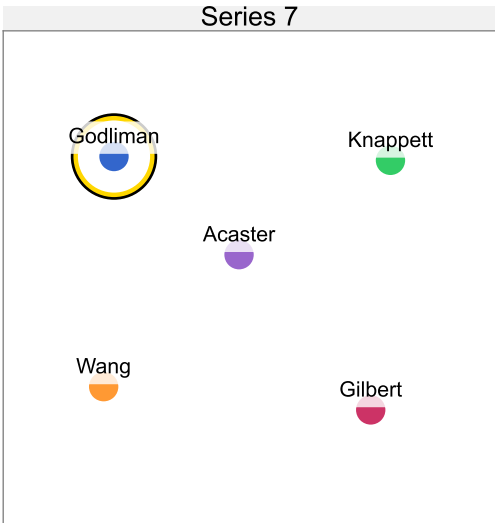 Series 7
Godliman
Knappett
Acaster
Wang
Gilbert